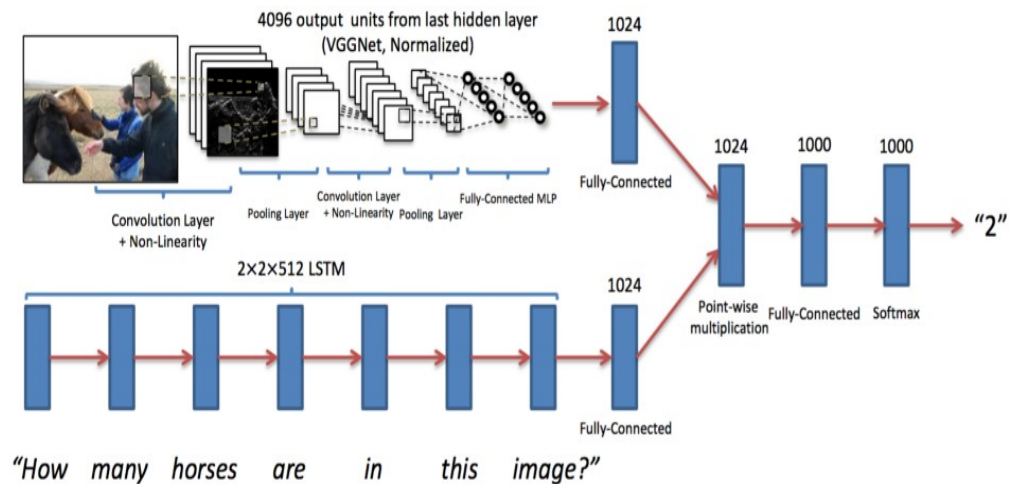 4096 output units from last hidden layer
(VGGNet, Normalized)
1024
Convolution Layer
+ Non-Linearity
Pooling Layer
Convolution Layer
+ Non-Linearity
Pooling Layer
Fully-Connected MLP
Fully-Connected
1024
1000
1000
"2"
2×2×512 LSTM
1024
Point-wise
multiplication
Fully-Connected
Softmax
Fully-Connected
"How many horses are in this image?"